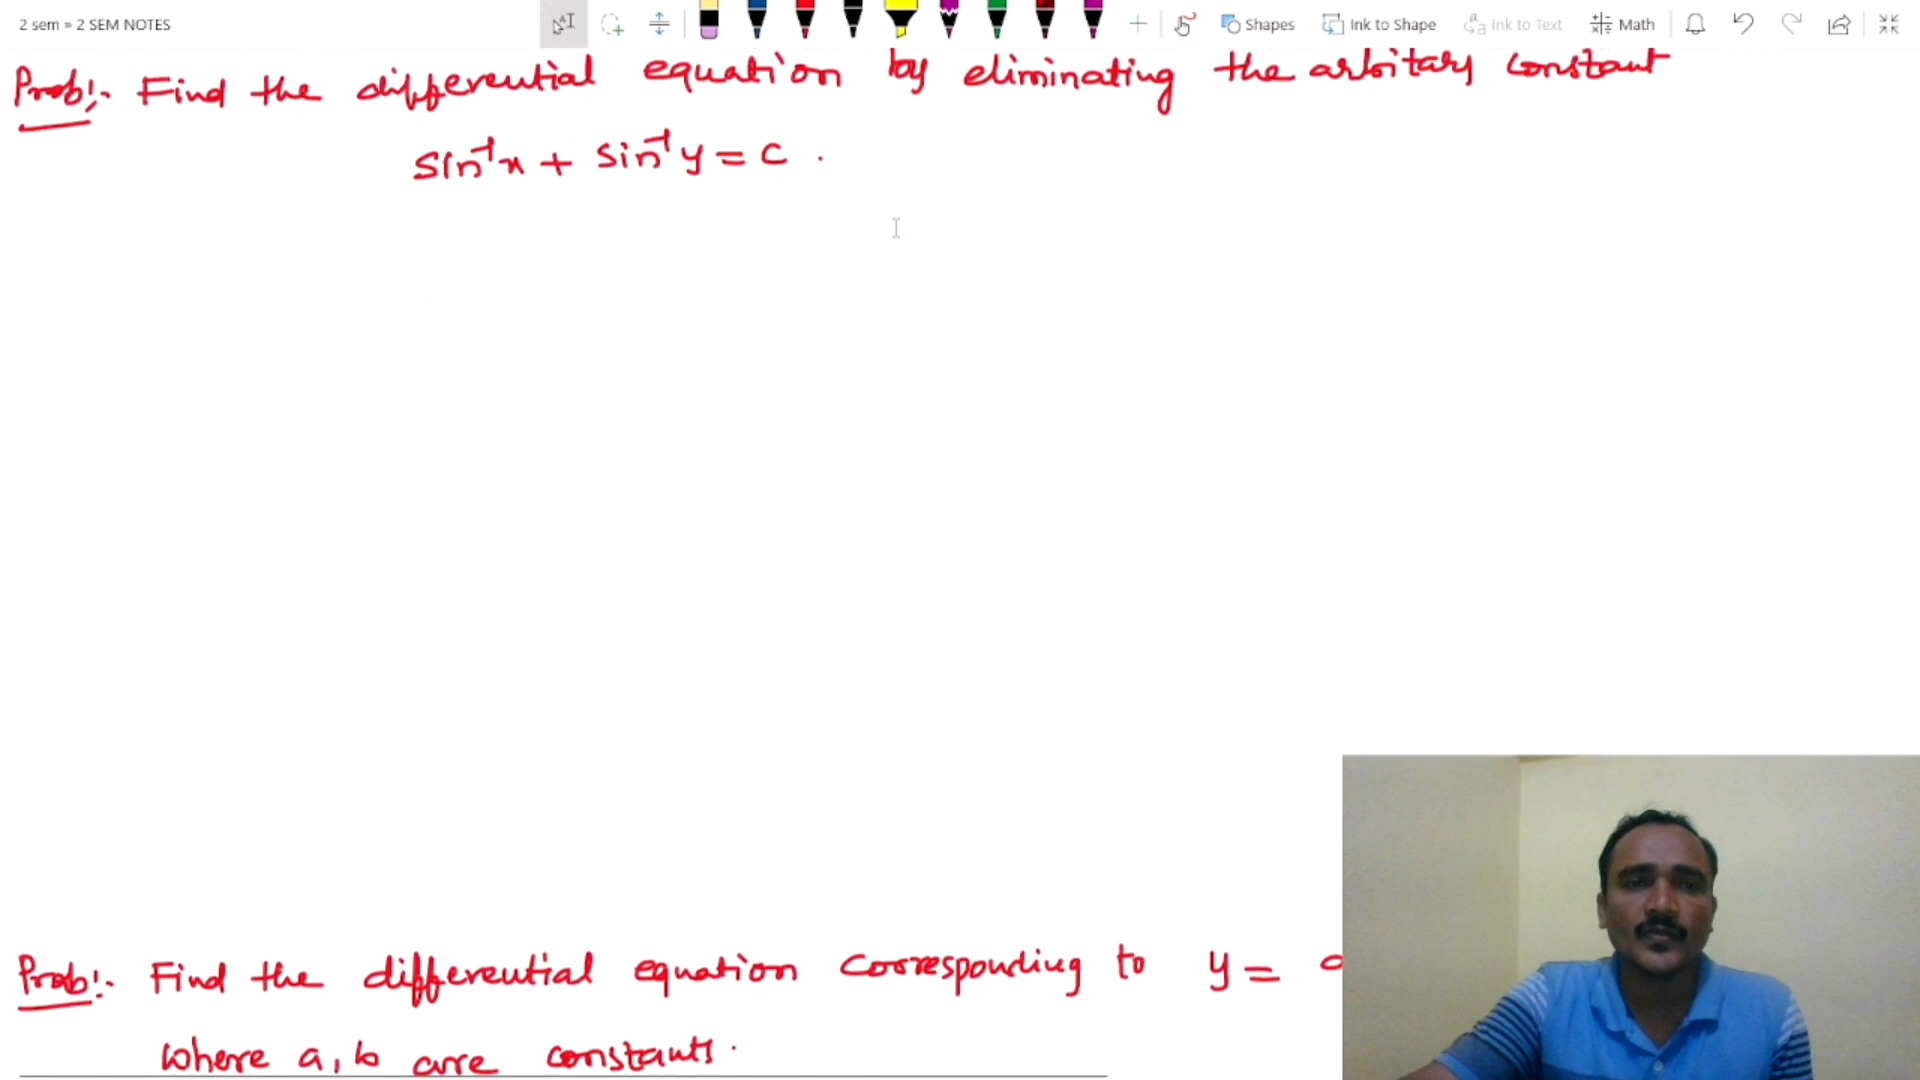 2 sem » 2 SEM NOTES
Shapes Ink to Shape Ink to Text Math
Prob:- Find the differential equation by eliminating the arbitary constant
Sin⁻¹x + Sin⁻¹y = C .
Prob:- Find the differential equation corresponding to y =
where a, b are constants.